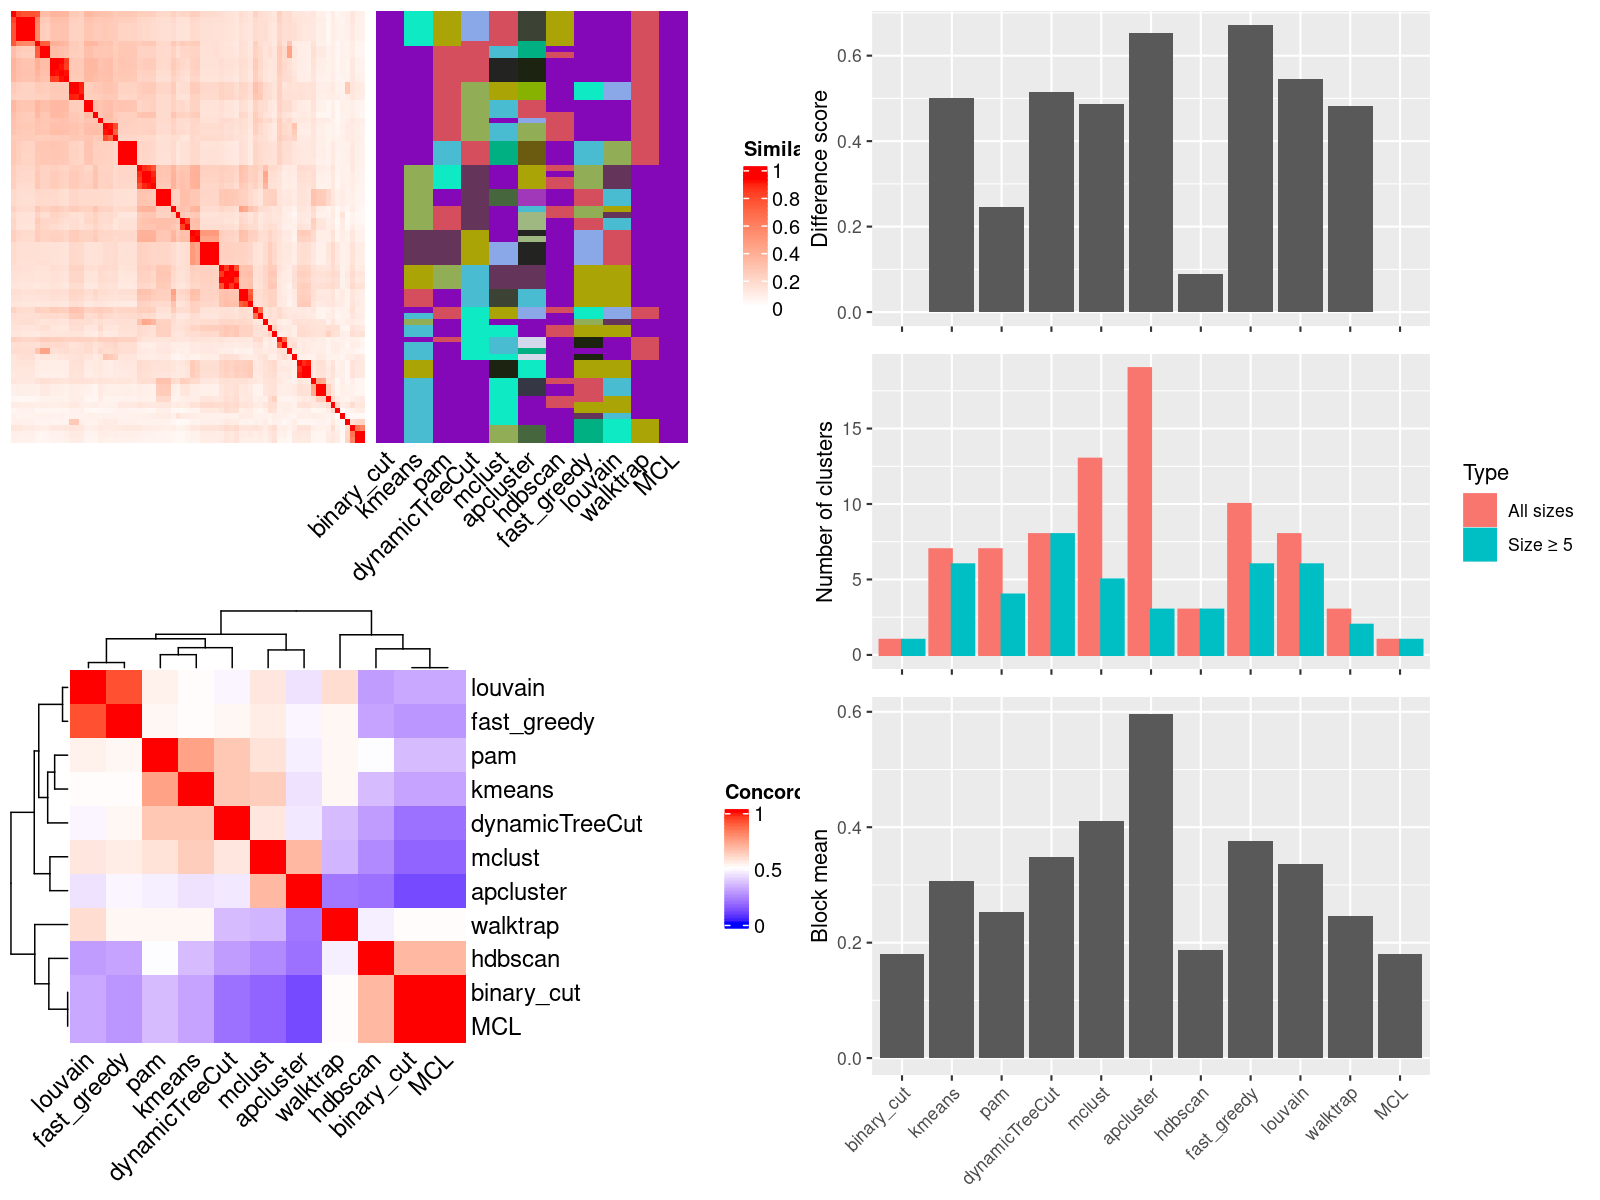 Simila
1
0.8
0.6
0.4
0.2
0
binary_cut
kmeans
pam
dynamicTreeCut
mclust
apcluster
hdbscan
fast_greedy
louvain
walktrap
MCL
Difference score
0.6
0.4
0.2
0.0
Number of clusters
15
10
5
0
Type
All sizes
Size ≥ 5
louvain
fast_greedy
pam
kmeans
dynamicTreeCut
mclust
apcluster
walktrap
hdbscan
binary_cut
MCL
louvain
fast_greedy
pam
kmeans
dynamicTreeCut
mclust
apcluster
walktrap
hdbscan
binary_cut
MCL
Concord
1
0.5
0
Block mean
0.6
0.4
0.2
0.0
binary_cut
kmeans
pam
dynamicTreeCut
mclust
apcluster
hdbscan
fast_greedy
louvain
walktrap
MCL